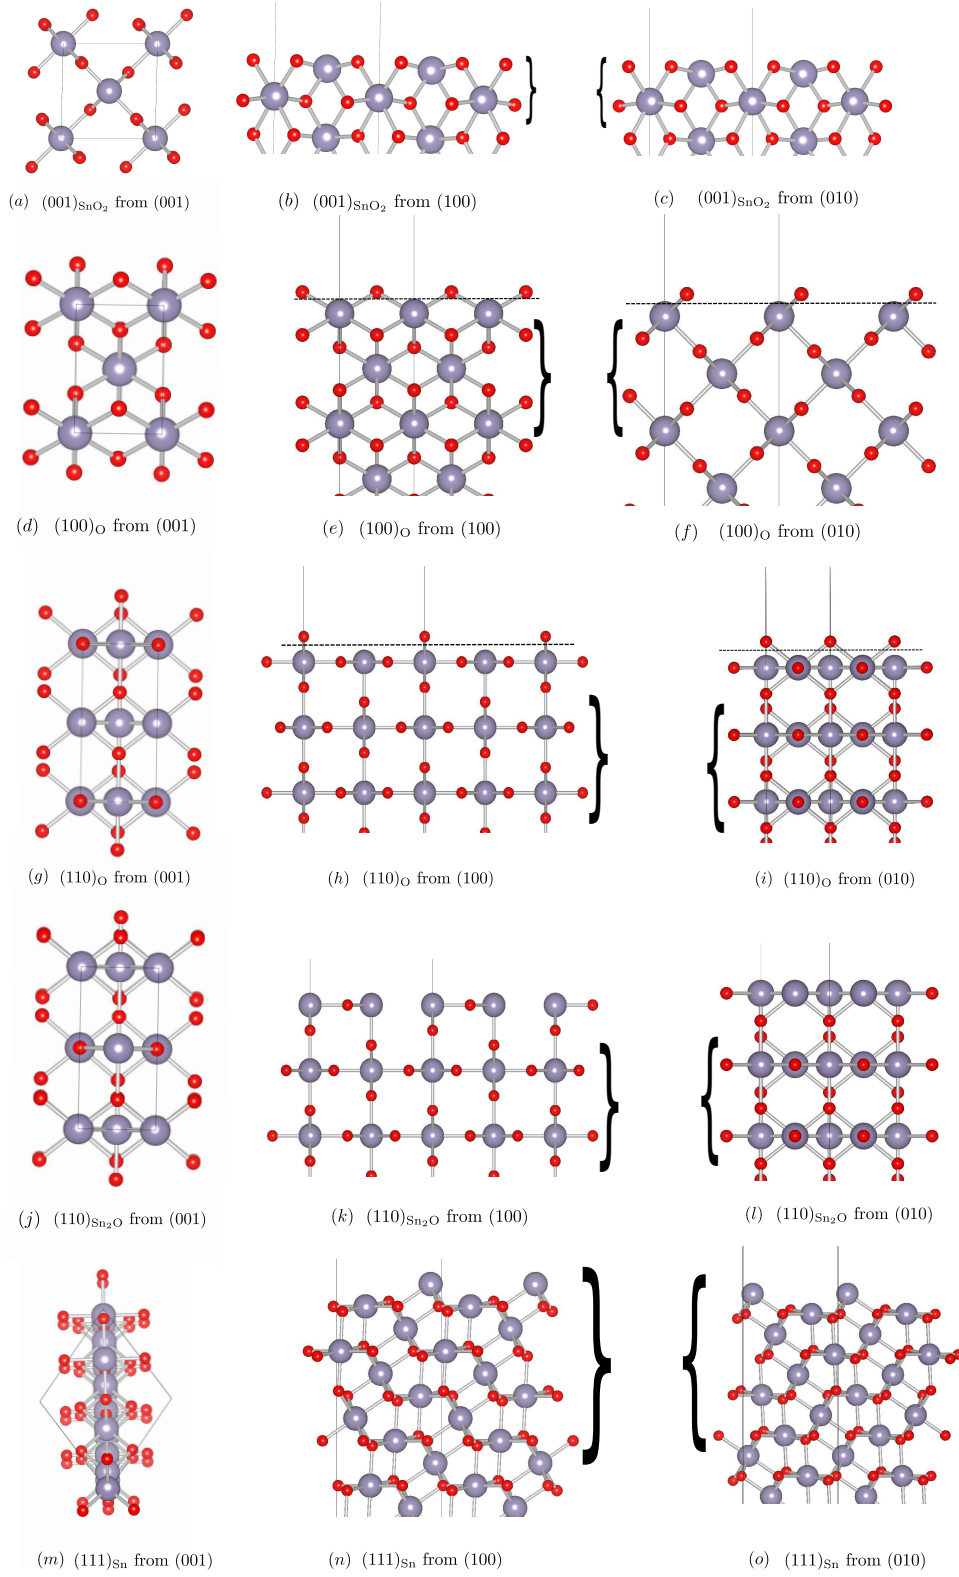 (a) (001)SnO₂ from (001)
(b) (001)SnO₂ from (100)
(c) (001)SnO₂ from (010)
(d) (100)O from (001)
(e) (100)O from (100)
(f) (100)O from (010)
(g) (110)O from (001)
(h) (110)O from (100)
(i) (110)O from (010)
(j) (110)Sn₂O from (001)
(k) (110)Sn₂O from (100)
(l) (110)Sn₂O from (010)
(m) (111)Sn from (001)
(n) (111)Sn from (100)
(o) (111)Sn from (010)